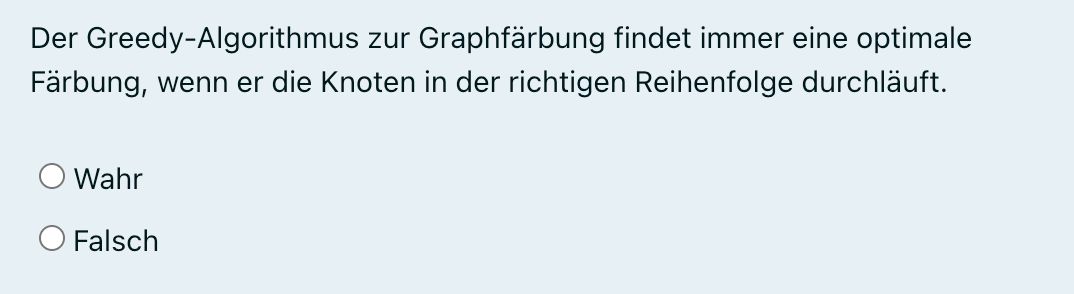 Der Greedy-Algorithmus zur Graphfärbung findet immer eine optimale
Färbung, wenn er die Knoten in der richtigen Reihenfolge durchläuft.
Wahr
Falsch